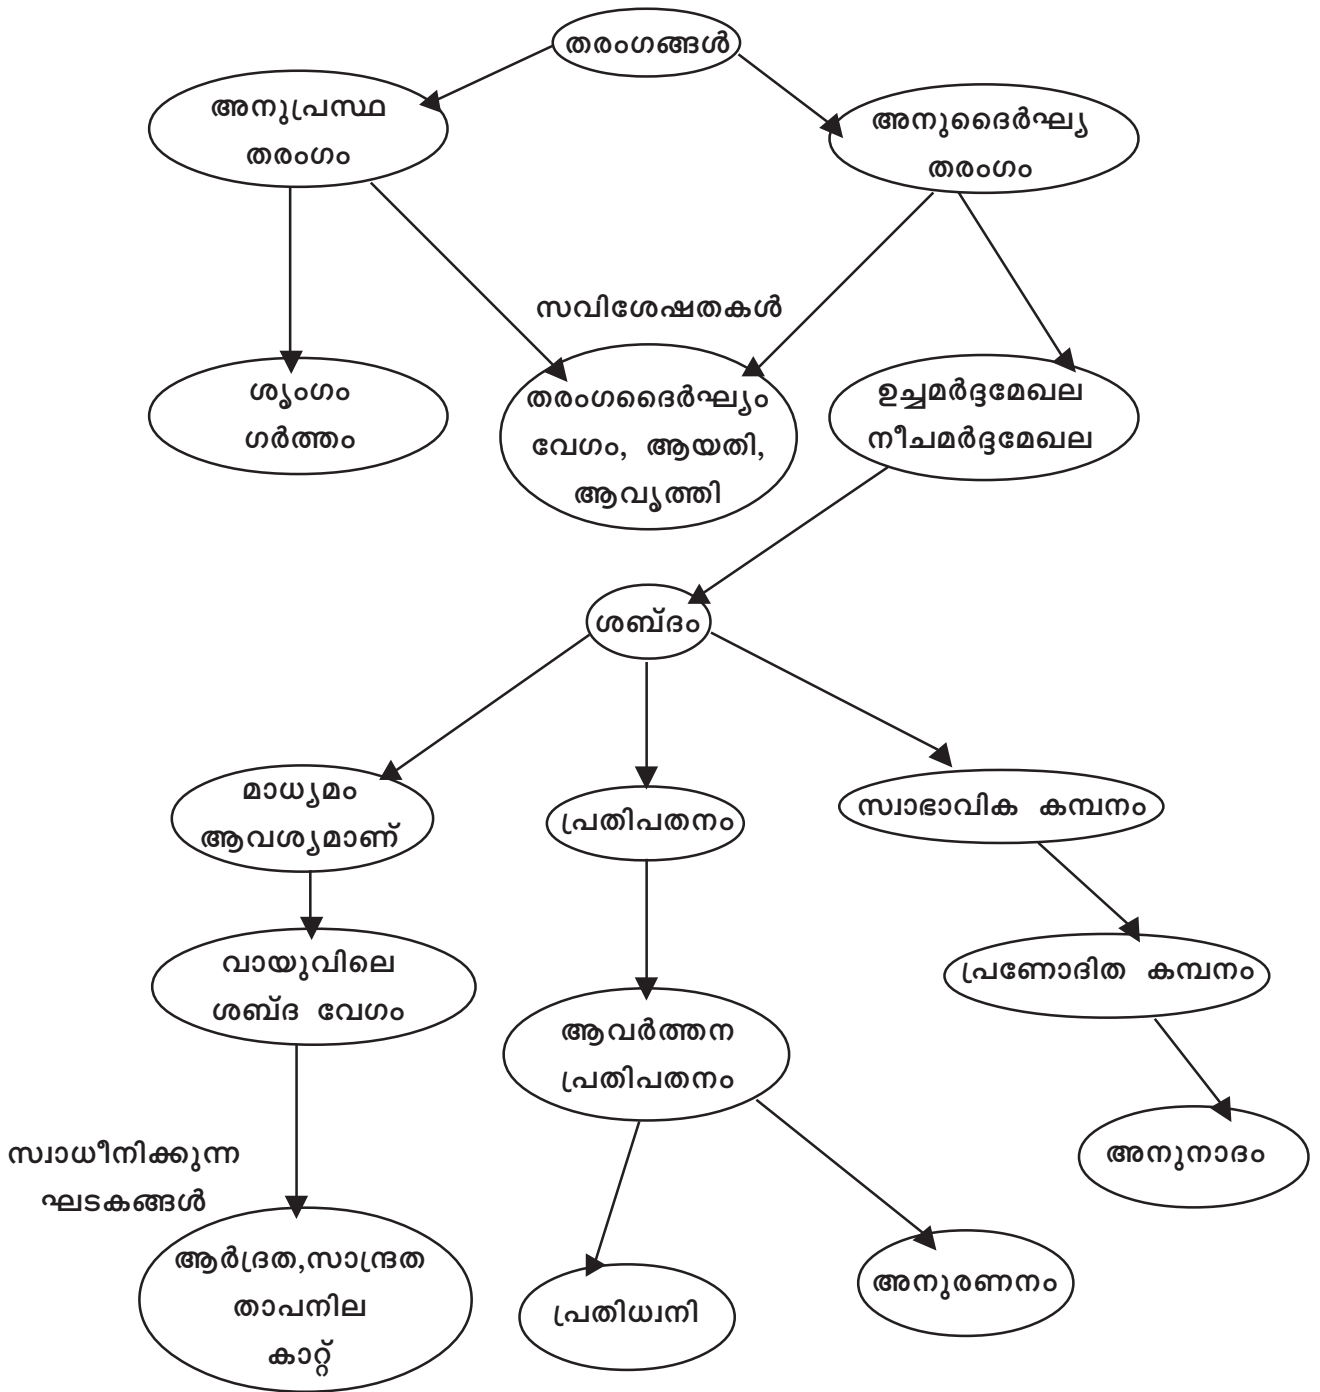 തരംഗങ്ങൾ
അനുപ്രസ്ഥ
തരംഗം
അനുദൈർഘ്യ
തരംഗം
സവിശേഷതകൾ
ശൃംഗം
ഗർത്തം
തരംഗദൈർഘ്യം
വേഗം, ആയതി,
ആവൃത്തി
ഉച്ചമർദ്ദമേഖല
നീചമർദ്ദമേഖല
ശബ്ദം
മാധ്യമം
ആവശ്യമാണ്
പ്രതിപതനം
സ്വാഭാവിക കമ്പനം
വായുവിലെ
ശബ്ദ വേഗം
പ്രണോദിത കമ്പനം
ആവർത്തന
പ്രതിപതനം
സ്വാധീനിക്കുന്ന
ഘടകങ്ങൾ
അനുനാദം
ആർദ്രത,സാന്ദ്രത
താപനില
കാറ്റ്
പ്രതിധ്വനി
അനുരണനം